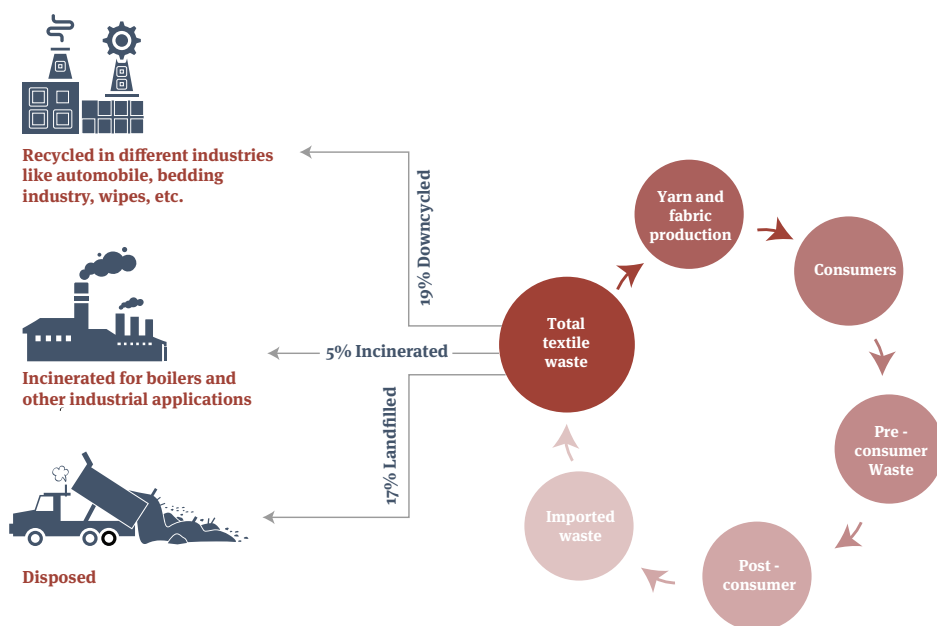 Recycled in different industries
like automobile, bedding
industry, wipes, etc.
19% Downcycled
5% Incinerated
Incinerated for boilers and
other industrial applications
17% Landfilled
Disposed
Total
textile
waste
Yarn and
fabric
production
Consumers
Pre -
consumer
Waste
Post -
consumer
Imported
waste